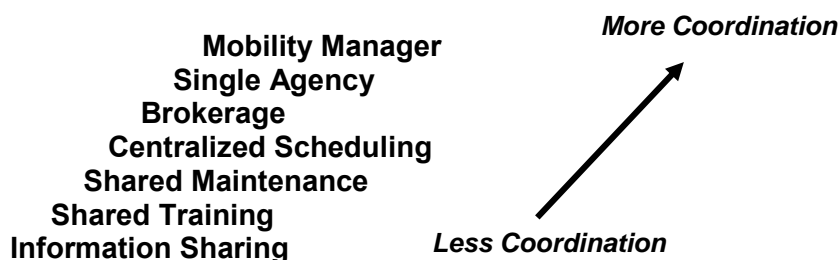 More Coordination
Mobility Manager
Single Agency
Brokerage
Centralized Scheduling
Shared Maintenance
Shared Training
Information Sharing
Less Coordination